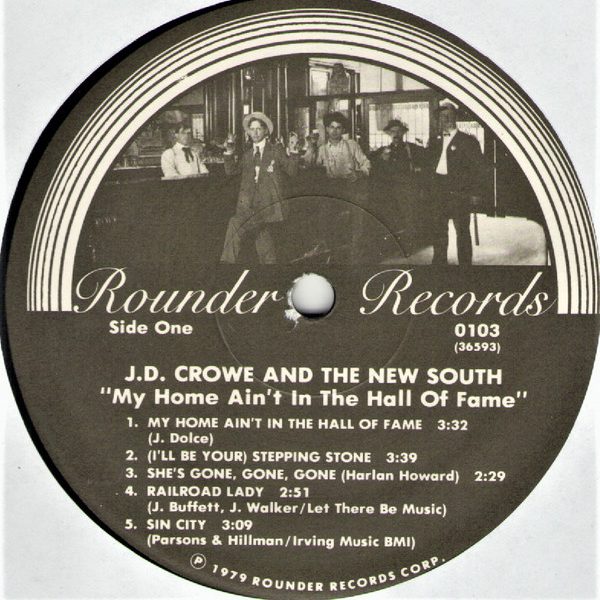 Rounder Records
Side One 0103
(36593)
J.D. CROWE AND THE NEW SOUTH
"My Home Ain't In The Hall Of Fame"
1. MY HOME AIN'T IN THE HALL OF FAME 3:32
(J. Dolce)
2. (I'LL BE YOUR) STEPPING STONE 3:39
3. SHE'S GONE, GONE, GONE (Harlan Howard) 2:29
4. RAILROAD LADY 2:51
(J. Buffett, J. Walker/Let There Be Music)
5. SIN CITY 3:09
(Parsons & Hillman/Irving Music BMI)
℗ 1979 ROUNDER RECORDS CORP.